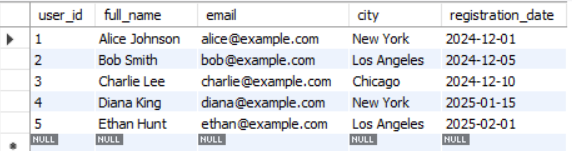 user_id full_name email city registration_date
1 Alice Johnson alice@example.com New York 2024-12-01
2 Bob Smith bob@example.com Los Angeles 2024-12-05
3 Charlie Lee charlie@example.com Chicago 2024-12-10
4 Diana King diana@example.com New York 2025-01-15
5 Ethan Hunt ethan@example.com Los Angeles 2025-02-01
NULL NULL NULL NULL NULL